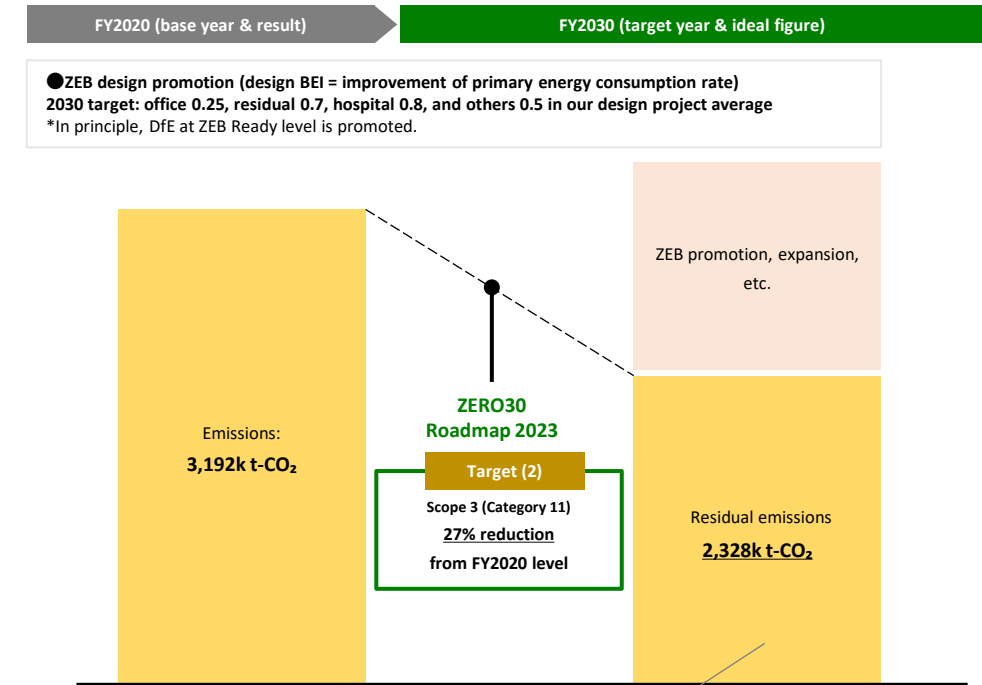 FY2020 (base year & result)
FY2030 (target year & ideal figure)
●ZEB design promotion (design BEI = improvement of primary energy consumption rate)
2030 target: office 0.25, residual 0.7, hospital 0.8, and others 0.5 in our design project average
*In principle, DfE at ZEB Ready level is promoted.
ZEB promotion, expansion,
etc.
Emissions:
3,192k t-CO₂
ZERO30
Roadmap 2023
Target (2)
Scope 3 (Category 11)
27% reduction
from FY2020 level
Residual emissions
2,328k t-CO₂